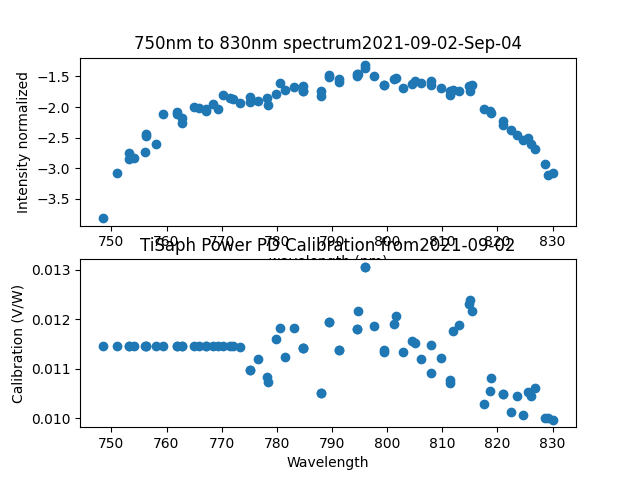 750nm to 830nm spectrum2021-09-02-Sep-04
Intensity normalized
−1.5
−2.0
−2.5
−3.0
−3.5
750 760 770 780 790 800 810 820 830
wavelength (nm)
TiSaph Power PD Calibration from2021-09-02
Calibration (V/W)
0.013
0.012
0.011
0.010
750 760 770 780 790 800 810 820 830
Wavelength